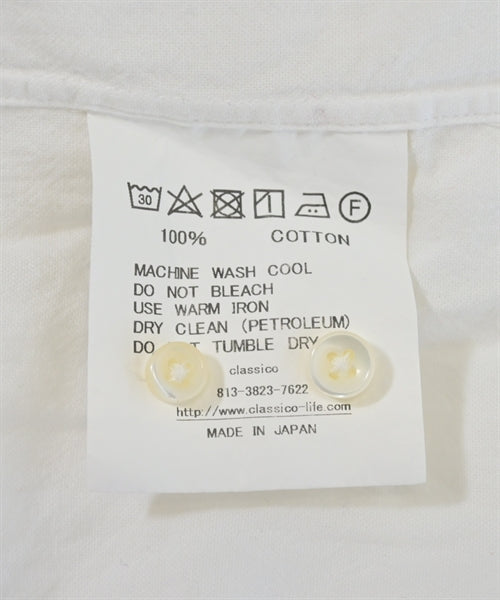 30 F
100% COTTON
MACHINE WASH COOL
DO NOT BLEACH
USE WARM IRON
DRY CLEAN (PETROLEUM)
DO TUMBLE DRY
classico
813-3823-7622
http://www.classico-life.com
MADE IN JAPAN